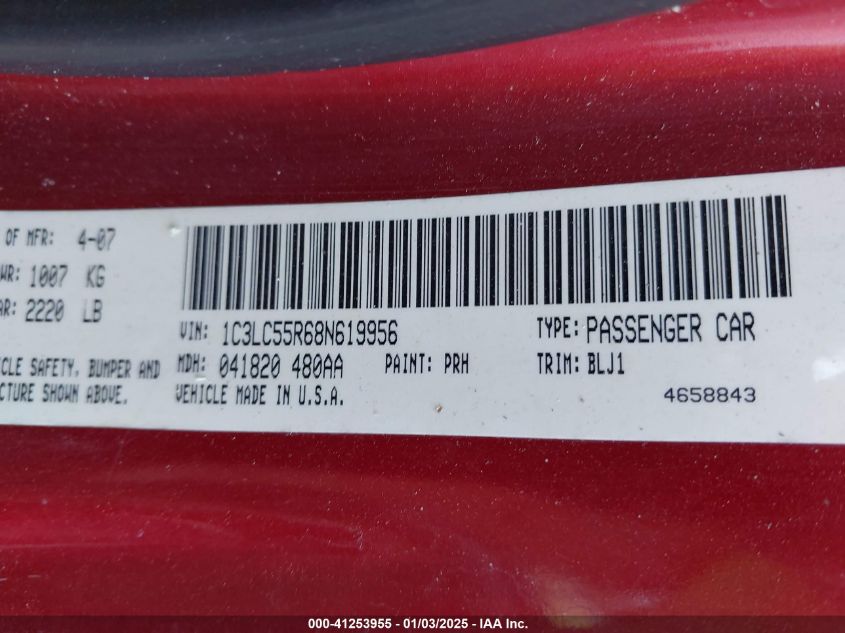 OF MFR: 4-07
WR: 1007 KG
AR: 2220 LB
CLE SAFETY, BUMPER AND
CTURE SHOWN ABOVE.
VIN: 1C3LC55R68N619956 TYPE: PASSENGER CAR
MDH: 041820 480AA PAINT: PRH TRIM: BLJ1
VEHICLE MADE IN U.S.A. 4658843
000-41253955 - 01/03/2025 - IAA Inc.